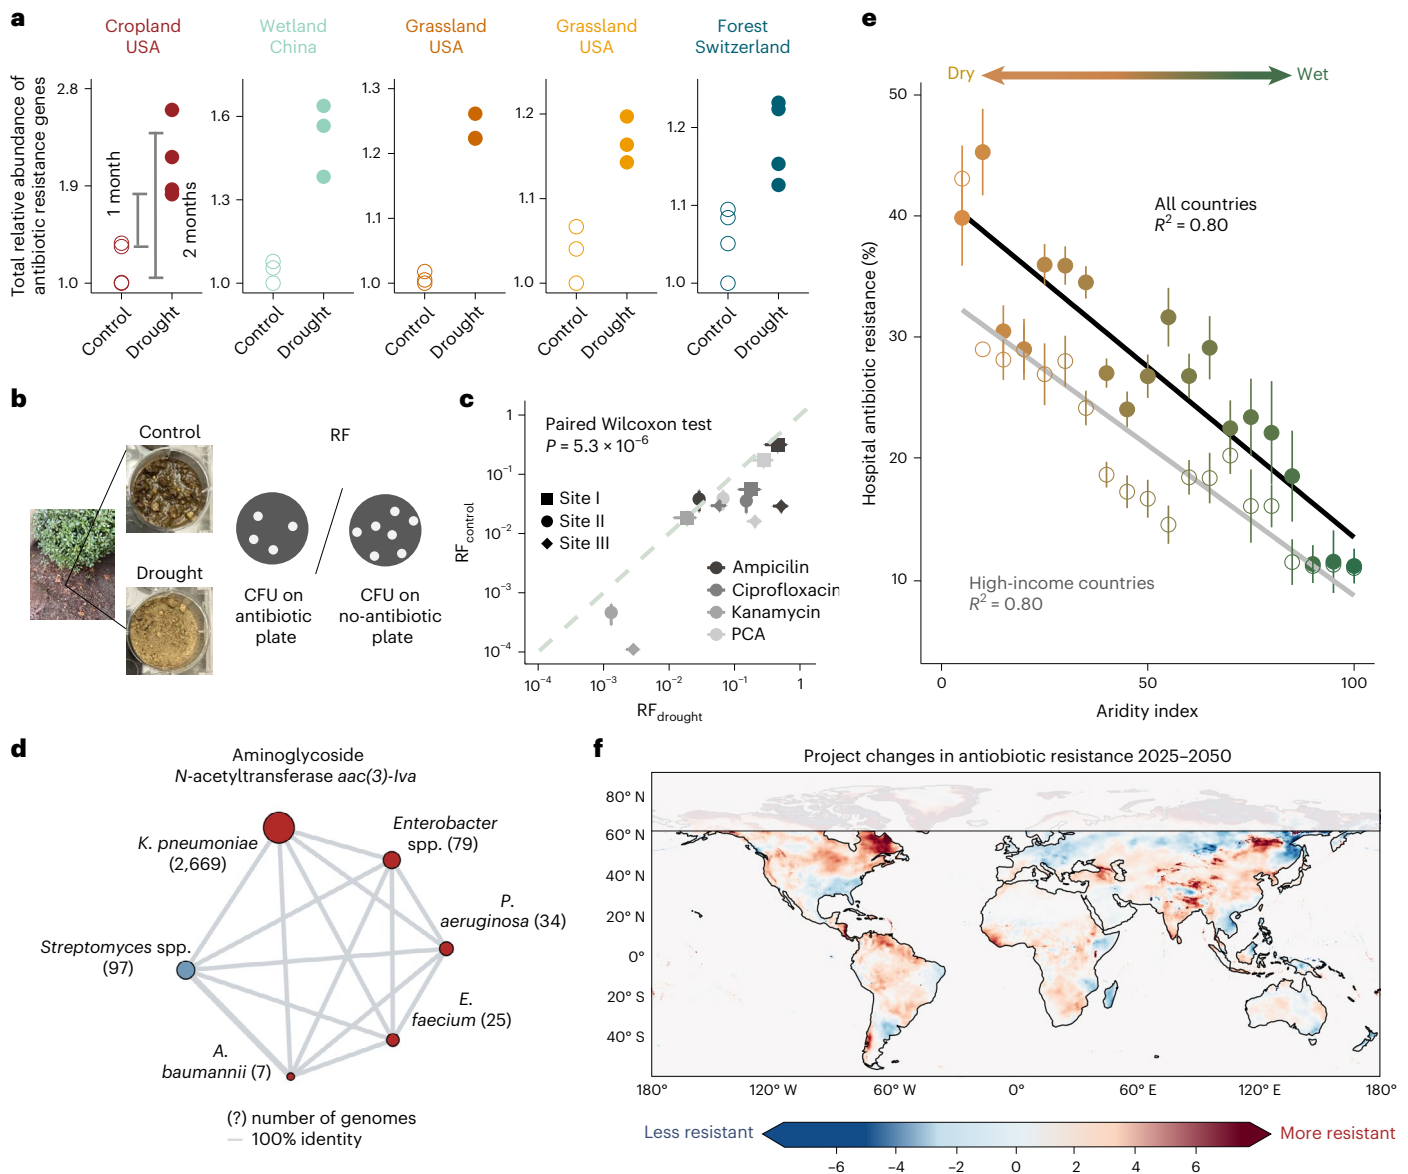 a
Cropland
USA
Wetland
China
Grassland
USA
Grassland
USA
Forest
Switzerland
Total relative abundance of
antibiotic resistance genes
2.8
1.9
1.0
1 month
2 months
1.6
1.3
1.0
1.3
1.2
1.1
1.0
1.2
1.1
1.0
1.2
1.1
1.0
Control
Drought
Control
Drought
Control
Drought
Control
Drought
Control
Drought
b
Control
Drought
RF
CFU on
antibiotic
plate
CFU on
no-antibiotic
plate
c
Paired Wilcoxon test
P = 5.3 × 10⁻⁶
Site I
Site II
Site III
Ampicilin
Ciprofloxacin
Kanamycin
PCA
RFcontrol
1
10⁻¹
10⁻²
10⁻³
10⁻⁴
10⁻⁴
10⁻³
10⁻²
10⁻¹
1
RFdrought
d
Aminoglycoside
N-acetyltransferase aac(3)-Iva
K. pneumoniae
(2,669)
Enterobacter
spp. (79)
P.
aeruginosa (34)
Streptomyces spp.
(97)
E.
faecium (25)
A.
baumannii (7)
(?) number of genomes
100% identity
e
Dry
Wet
Hospital antibiotic resistance (%)
50
40
30
20
10
All countries
R² = 0.80
High-income countries
R² = 0.80
0
50
100
Aridity index
f
Project changes in antiobiotic resistance 2025–2050
80° N
60° N
40° N
20° N
0°
20° S
40° S
180°
120° W
60° W
0°
60° E
120° E
180°
Less resistant
More resistant
−6
−4
−2
0
2
4
6